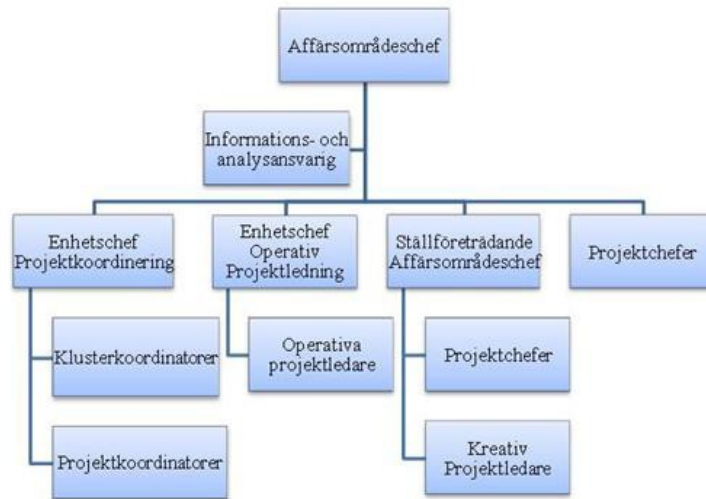 Affärsområdeschef
Informations- och
analysansvarig
Enhetschef
Projektkoordinering
Enhetschef
Operativ
Projektledning
Ställföreträdande
Affärsområdeschef
Projektchefer
Klusterkoordinatorer
Operativa
projektledare
Projektchefer
Projektkoordinatorer
Kreativ
Projektledare